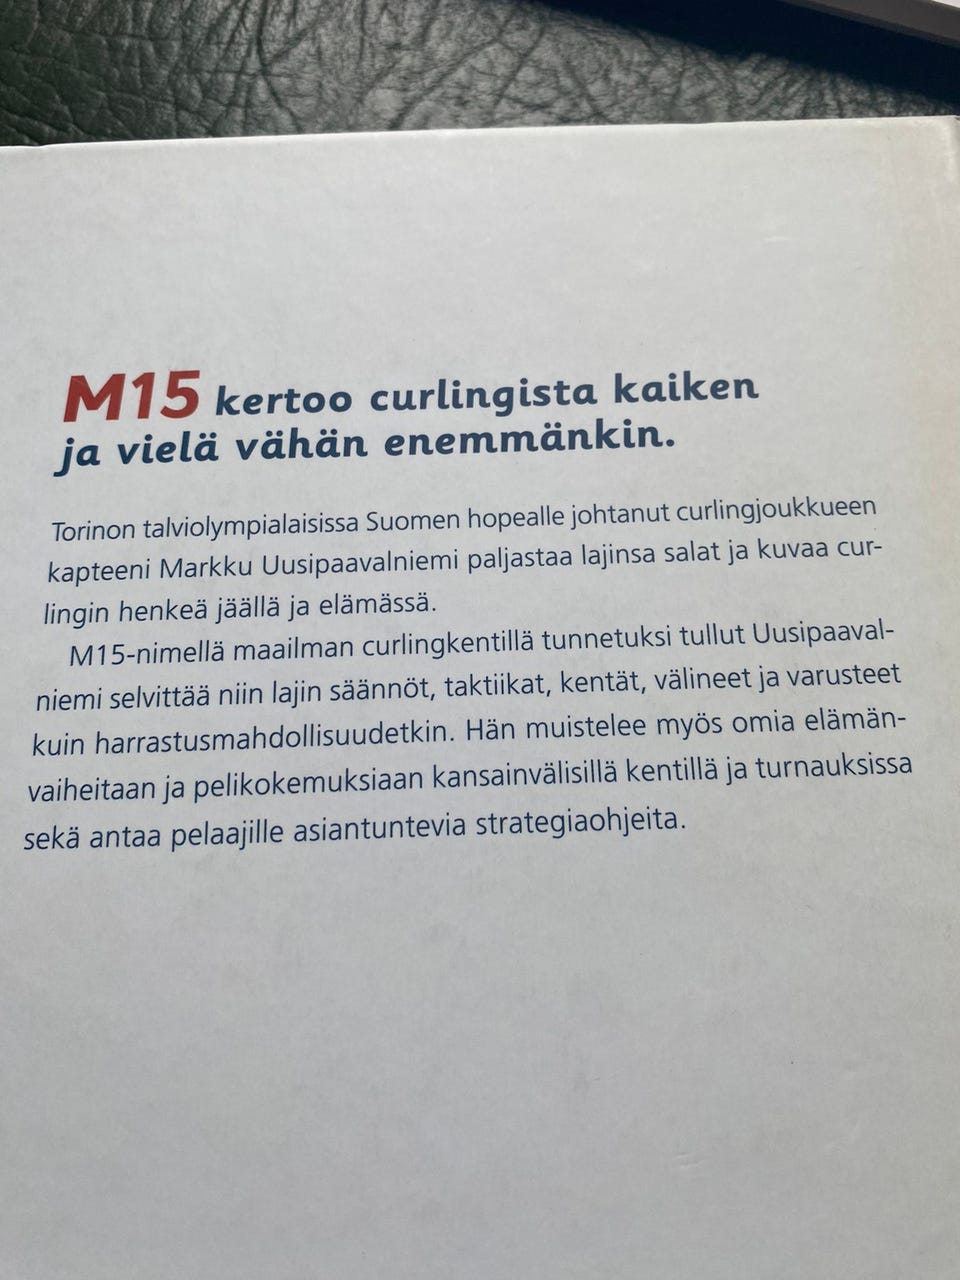 M15 kertoo curlingista kaiken
ja vielä vähän enemmänkin.
Torinon talviolympialaisissa Suomen hopealle johtanut curlingjoukkueen
kapteeni Markku Uusipaavalniemi paljastaa lajinsa salat ja kuvaa cur-
lingin henkeä jäällä ja elämässä.
M15-nimellä maailman curlingkentillä tunnetuksi tullut Uusipaaval-
niemi selvittää niin lajin säännöt, taktiikat, kentät, välineet ja varusteet
kuin harrastusmahdollisuudetkin. Hän muistelee myös omia elämän-
vaiheitaan ja pelikokemuksiaan kansainvälisillä kentillä ja turnauksissa
sekä antaa pelaajille asiantuntevia strategiaohjeita.